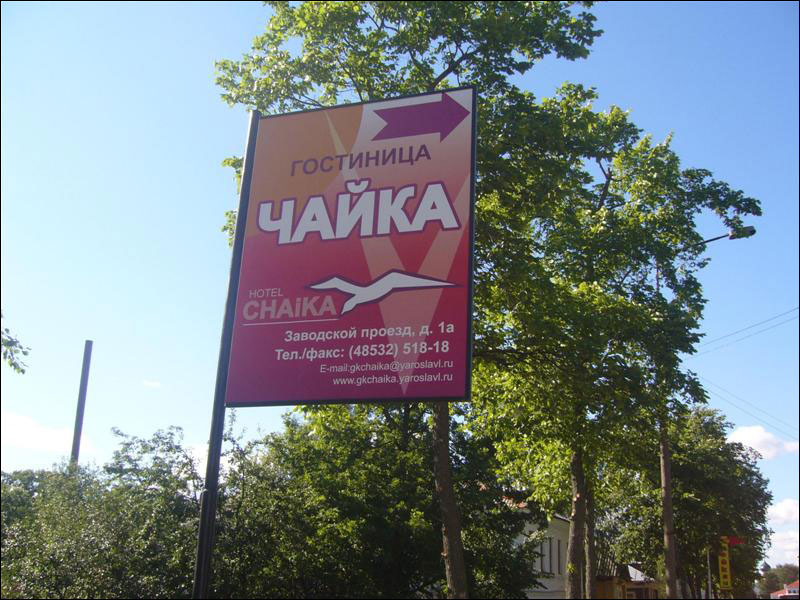 ГОСТИНИЦА
ЧАЙКА
HOTEL
CHAiKA
Заводской проезд, д. 1а
Тел./факс: (48532) 518-18
E-mail:gkchaika@yaroslavl.ru
www.gkchaika.yaroslavl.ru